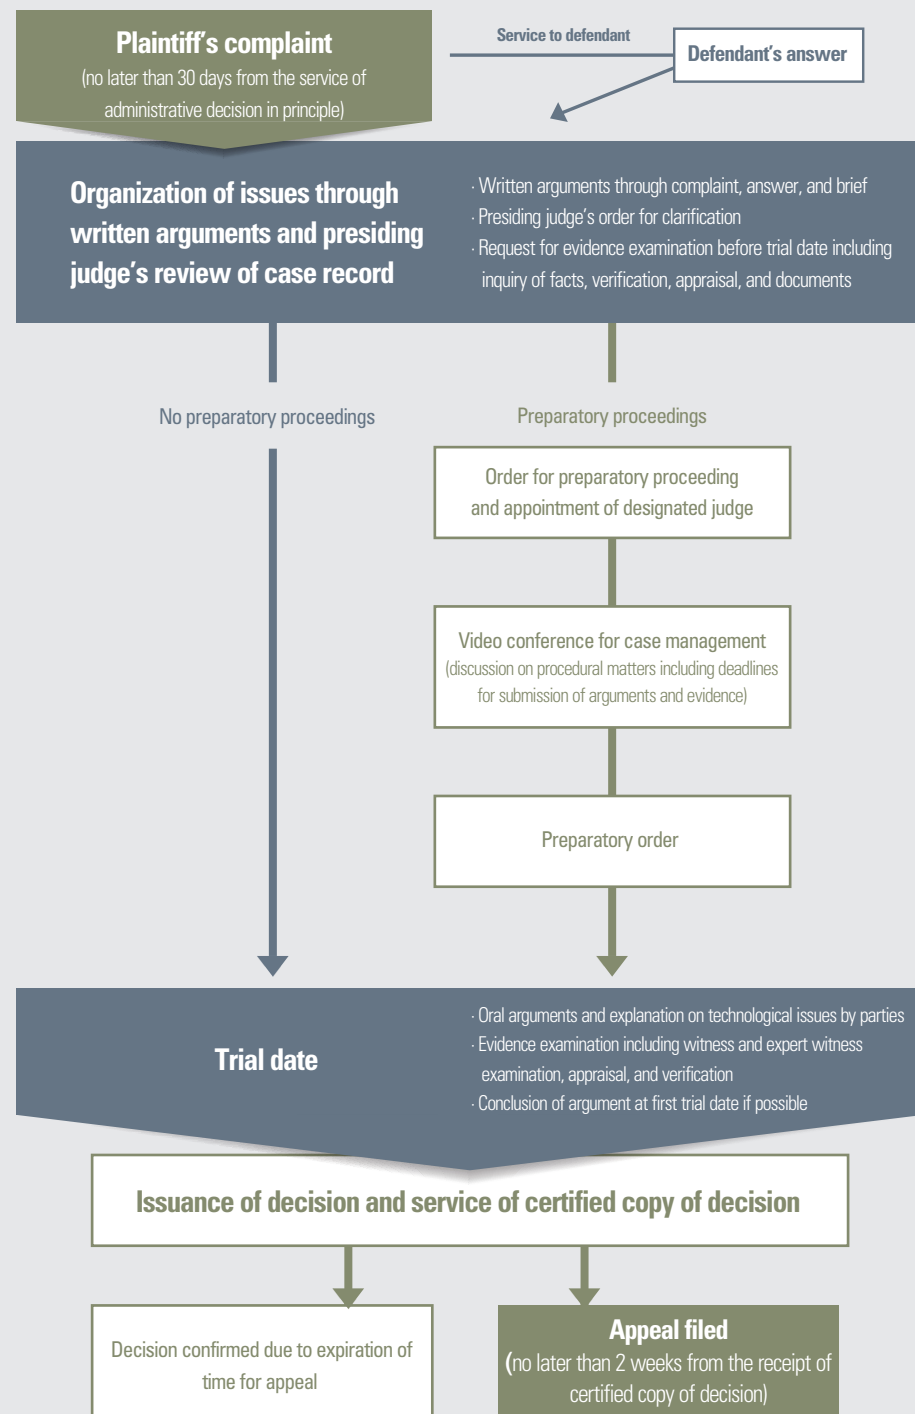 Plaintiff's complaint
(no later than 30 days from the service of
administrative decision in principle)
Service to defendant
Defendant's answer
Organization of issues through
written arguments and presiding
judge's review of case record
· Written arguments through complaint, answer, and brief
· Presiding judge's order for clarification
· Request for evidence examination before trial date including
inquiry of facts, verification, appraisal, and documents
No preparatory proceedings
Preparatory proceedings
Order for preparatory proceeding
and appointment of designated judge
Video conference for case management
(discussion on procedural matters including deadlines
for submission of arguments and evidence)
Preparatory order
Trial date
· Oral arguments and explanation on technological issues by parties
· Evidence examination including witness and expert witness
examination, appraisal, and verification
· Conclusion of argument at first trial date if possible
Issuance of decision and service of certified copy of decision
Decision confirmed due to expiration of
time for appeal
Appeal filed
(no later than 2 weeks from the receipt of
certified copy of decision)